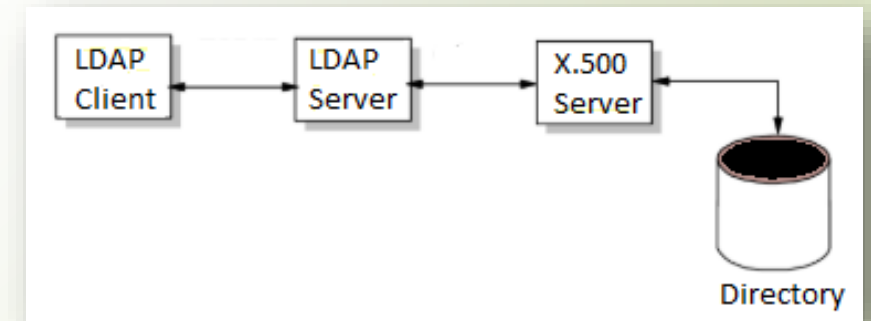 LDAP
Client
LDAP
Server
X.500
Server
Directory